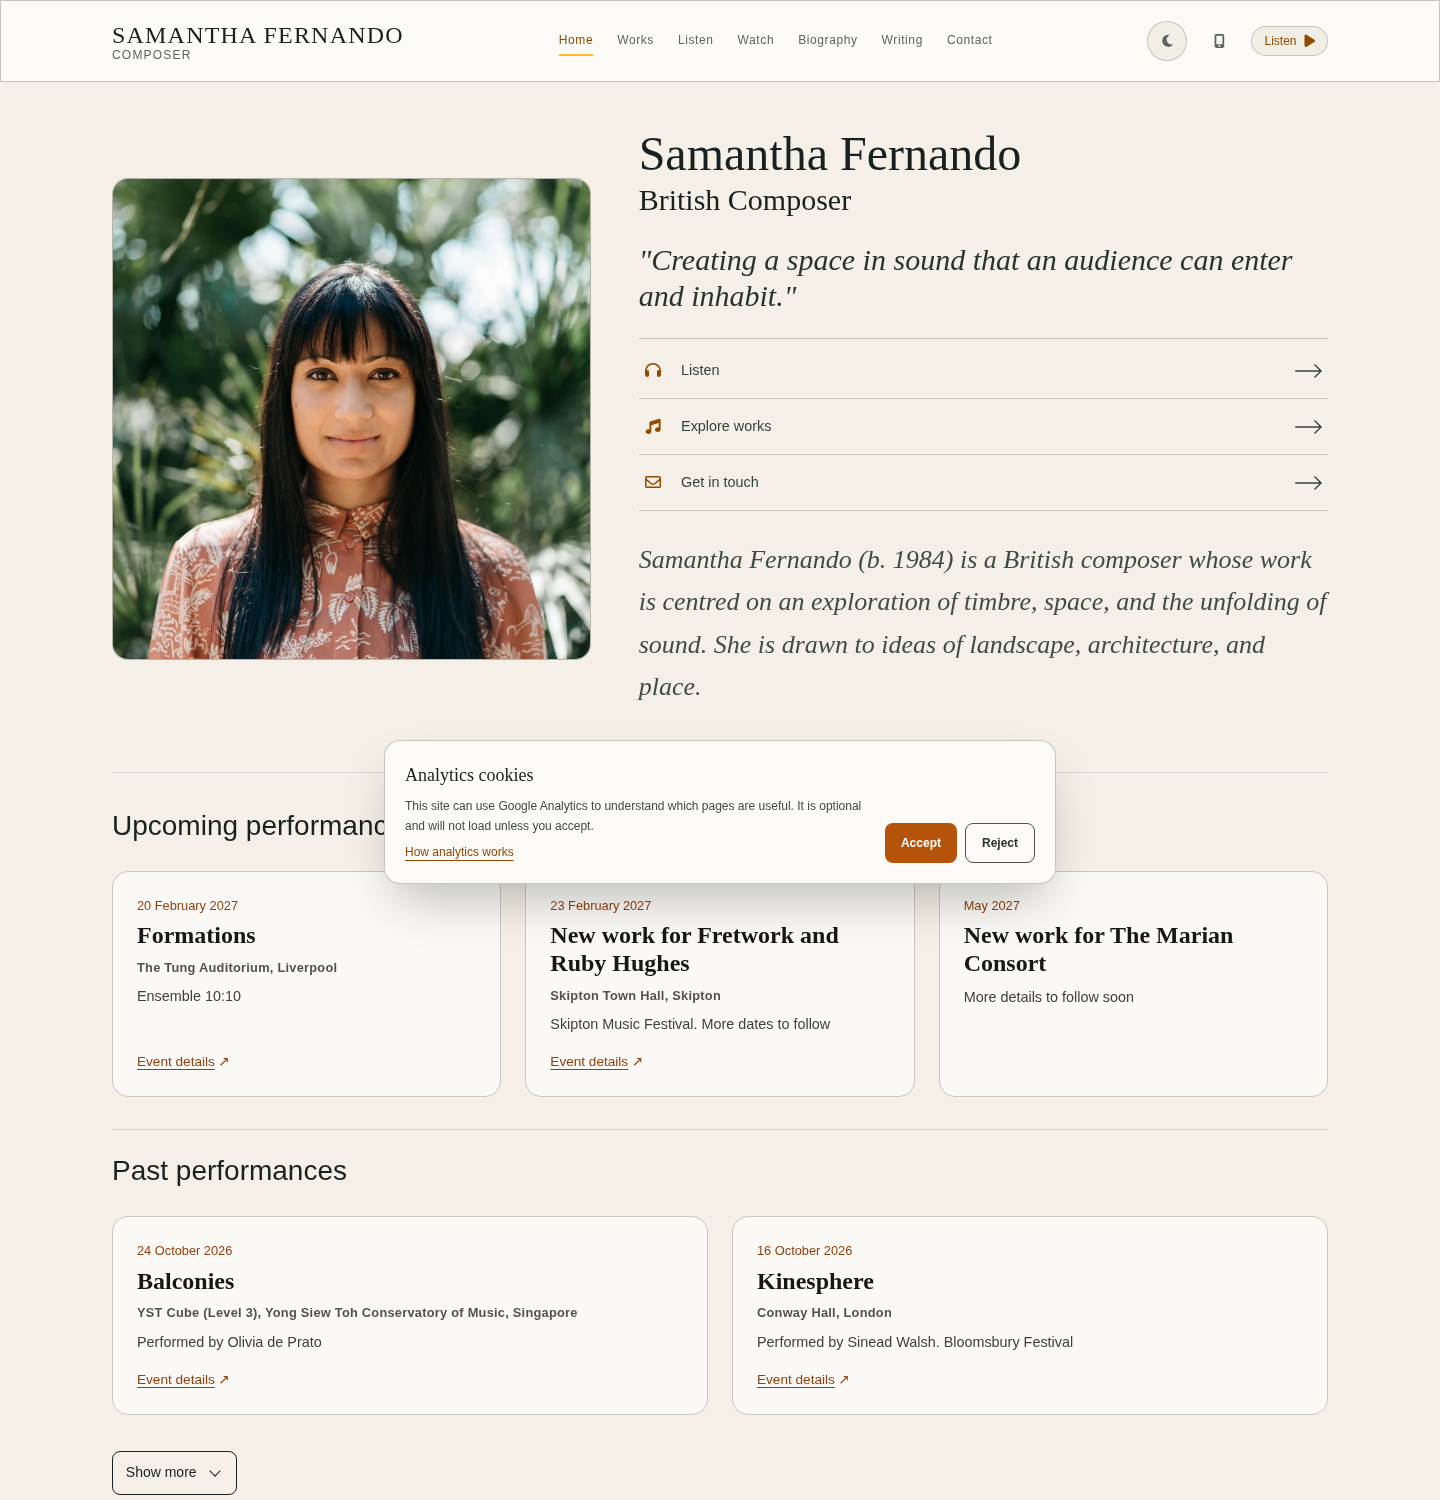 SAMANTHA FERNANDO
COMPOSER
Home
Works
Listen
Watch
Biography
Writing
Contact
Listen
Samantha Fernando
British Composer
"Creating a space in sound that an audience can enter
and inhabit."
Listen
Explore works
Get in touch
Samantha Fernando (b. 1984) is a British composer whose work
is centred on an exploration of timbre, space, and the unfolding of
sound. She is drawn to ideas of landscape, architecture, and
place.
Analytics cookies
This site can use Google Analytics to understand which pages are useful. It is optional
and will not load unless you accept.
How analytics works
Accept
Reject
Upcoming performanc
20 February 2027
Formations
The Tung Auditorium, Liverpool
Ensemble 10:10
Event details ↗
23 February 2027
New work for Fretwork and
Ruby Hughes
Skipton Town Hall, Skipton
Skipton Music Festival. More dates to follow
Event details ↗
May 2027
New work for The Marian
Consort
More details to follow soon
Past performances
24 October 2026
Balconies
YST Cube (Level 3), Yong Siew Toh Conservatory of Music, Singapore
Performed by Olivia de Prato
Event details ↗
16 October 2026
Kinesphere
Conway Hall, London
Performed by Sinead Walsh. Bloomsbury Festival
Event details ↗
Show more